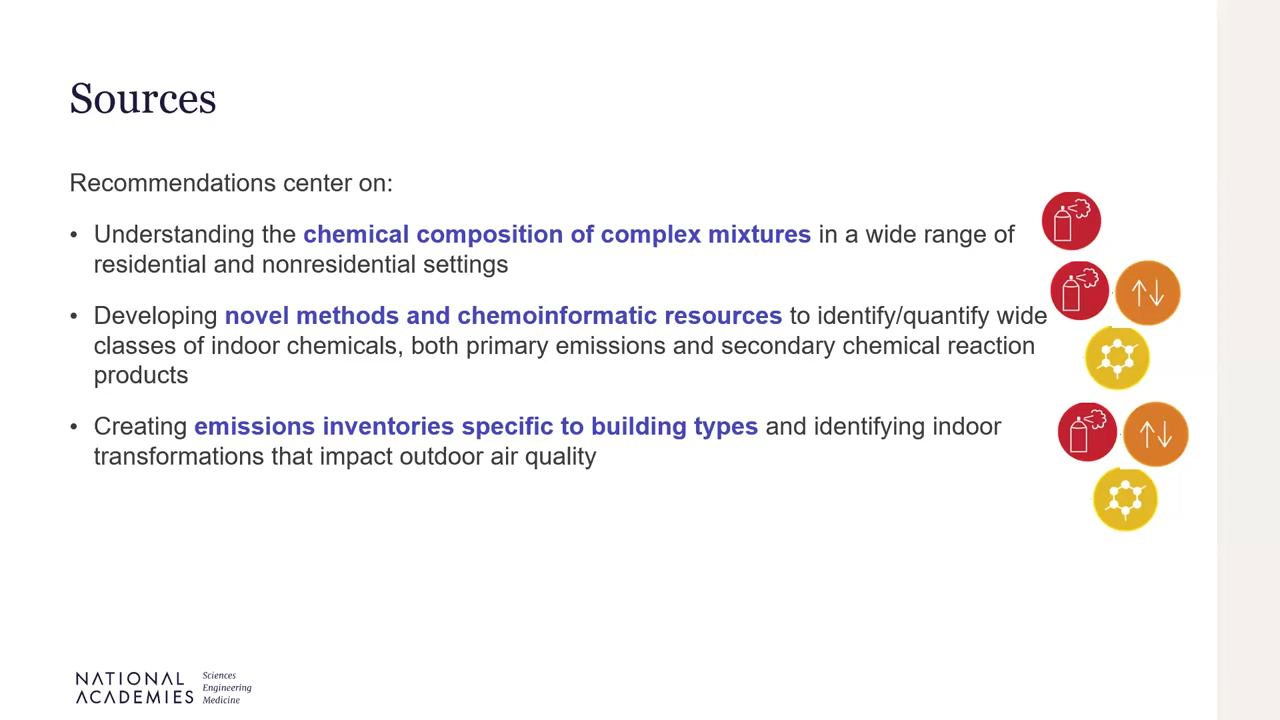 Sources
Recommendations center on:
• Understanding the chemical composition of complex mixtures in a wide range of
residential and nonresidential settings
• Developing novel methods and chemoinformatic resources to identify/quantify wide
classes of indoor chemicals, both primary emissions and secondary chemical reaction
products
• Creating emissions inventories specific to building types and identifying indoor
transformations that impact outdoor air quality
NATIONAL
ACADEMIES
Sciences
Engineering
Medicine